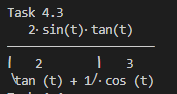 Task 4.3
2·sin(t)·tan(t)
───────────────────────
⎛   2          ⎞   3
⎝tan (t) + 1⎠·cos (t)